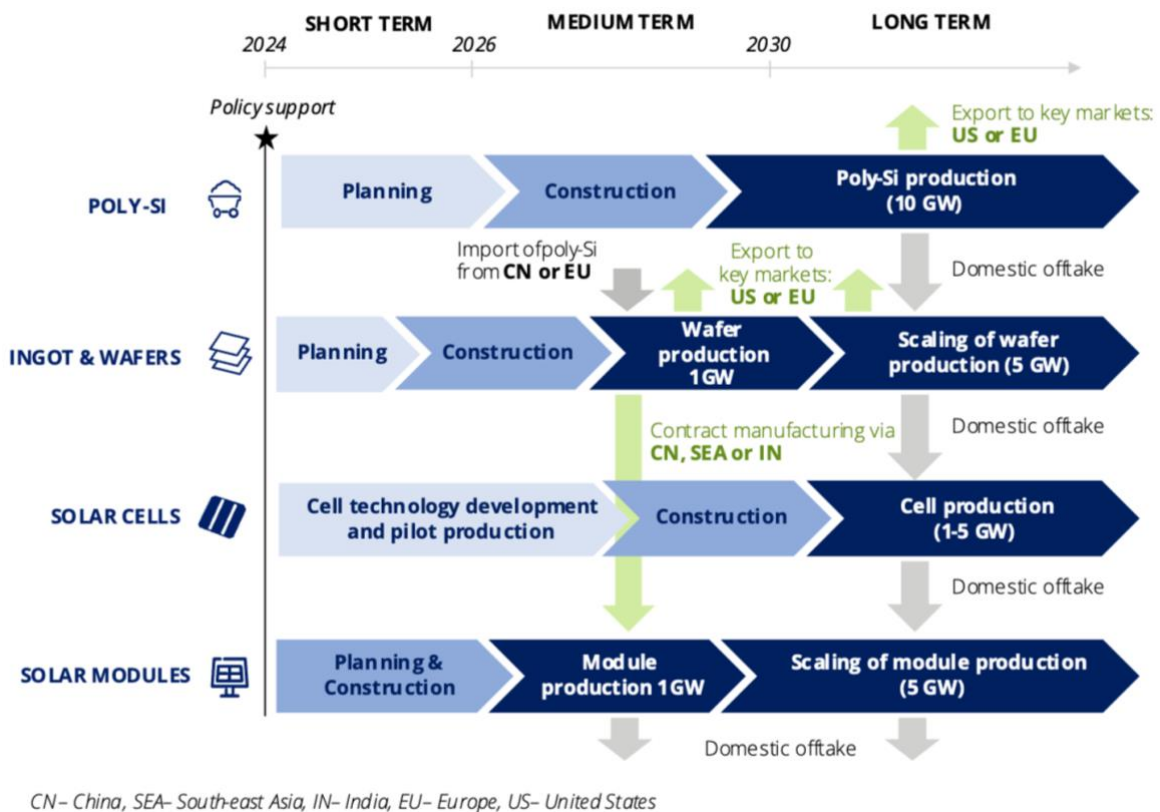 SHORT TERM
MEDIUM TERM
LONG TERM
2024
2026
2030
Policy support
Export to key markets:
US or EU
POLY-SI
Planning
Construction
Poly-Si production
(10 GW)
Import of poly-Si
from CN or EU
Export to
key markets:
US or EU
Domestic offtake
INGOT & WAFERS
Planning
Construction
Wafer
production
1GW
Scaling of wafer
production (5 GW)
Contract manufacturing via
CN, SEA or IN
Domestic offtake
SOLAR CELLS
Cell technology development
and pilot production
Construction
Cell production
(1-5 GW)
Domestic offtake
SOLAR MODULES
Planning &
Construction
Module
production 1GW
Scaling of module production
(5 GW)
Domestic offtake
CN– China, SEA– South-east Asia, IN– India, EU– Europe, US– United States